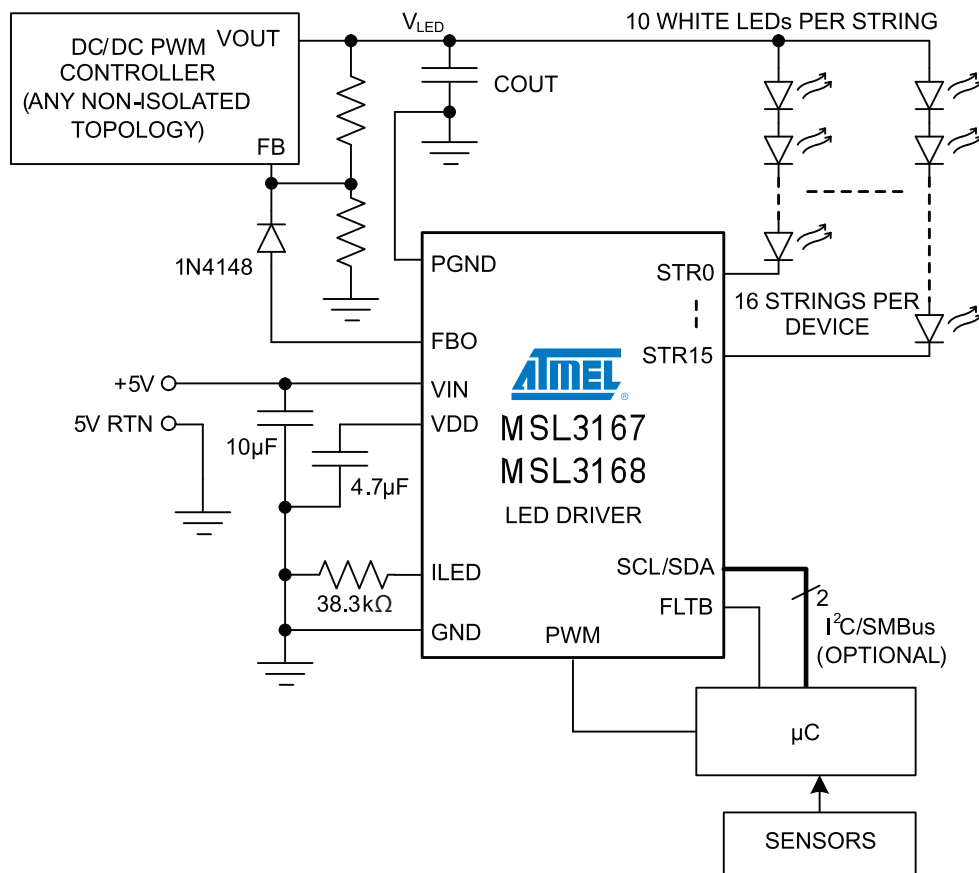 10 WHITE LEDs PER STRING
VLED
VOUT
DC/DC PWM
CONTROLLER
(ANY NON-ISOLATED
TOPOLOGY)
FB
COUT
1N4148
PGND
STR0
16 STRINGS PER
DEVICE
FBO
STR15
+5V
VIN
ATMEL
®
5V RTN
VDD
10µF
4.7µF
MSL3167
MSL3168
LED DRIVER
ILED
38.3kΩ
SCL/SDA
2
FLTB
I²C/SMBus
(OPTIONAL)
GND
PWM
µC
SENSORS